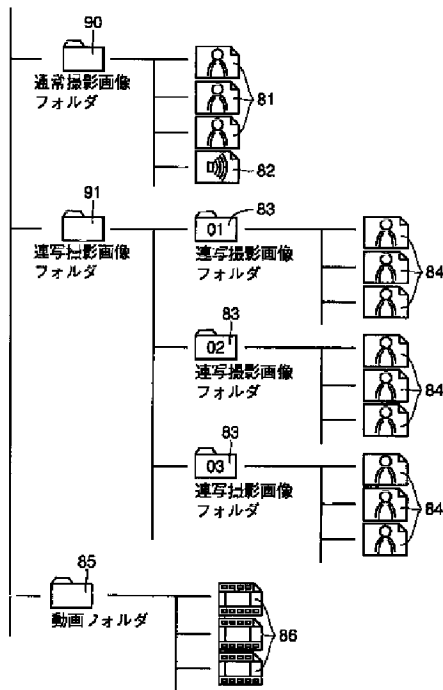 90
通常撮影画像
フォルダ
81
82
91
連写撮影画像
フォルダ
83
01
連写撮影画像
フォルダ
84
83
02
連写撮影画像
フォルダ
84
83
03
連写撮影画像
フォルダ
84
85
動画フォルダ
86